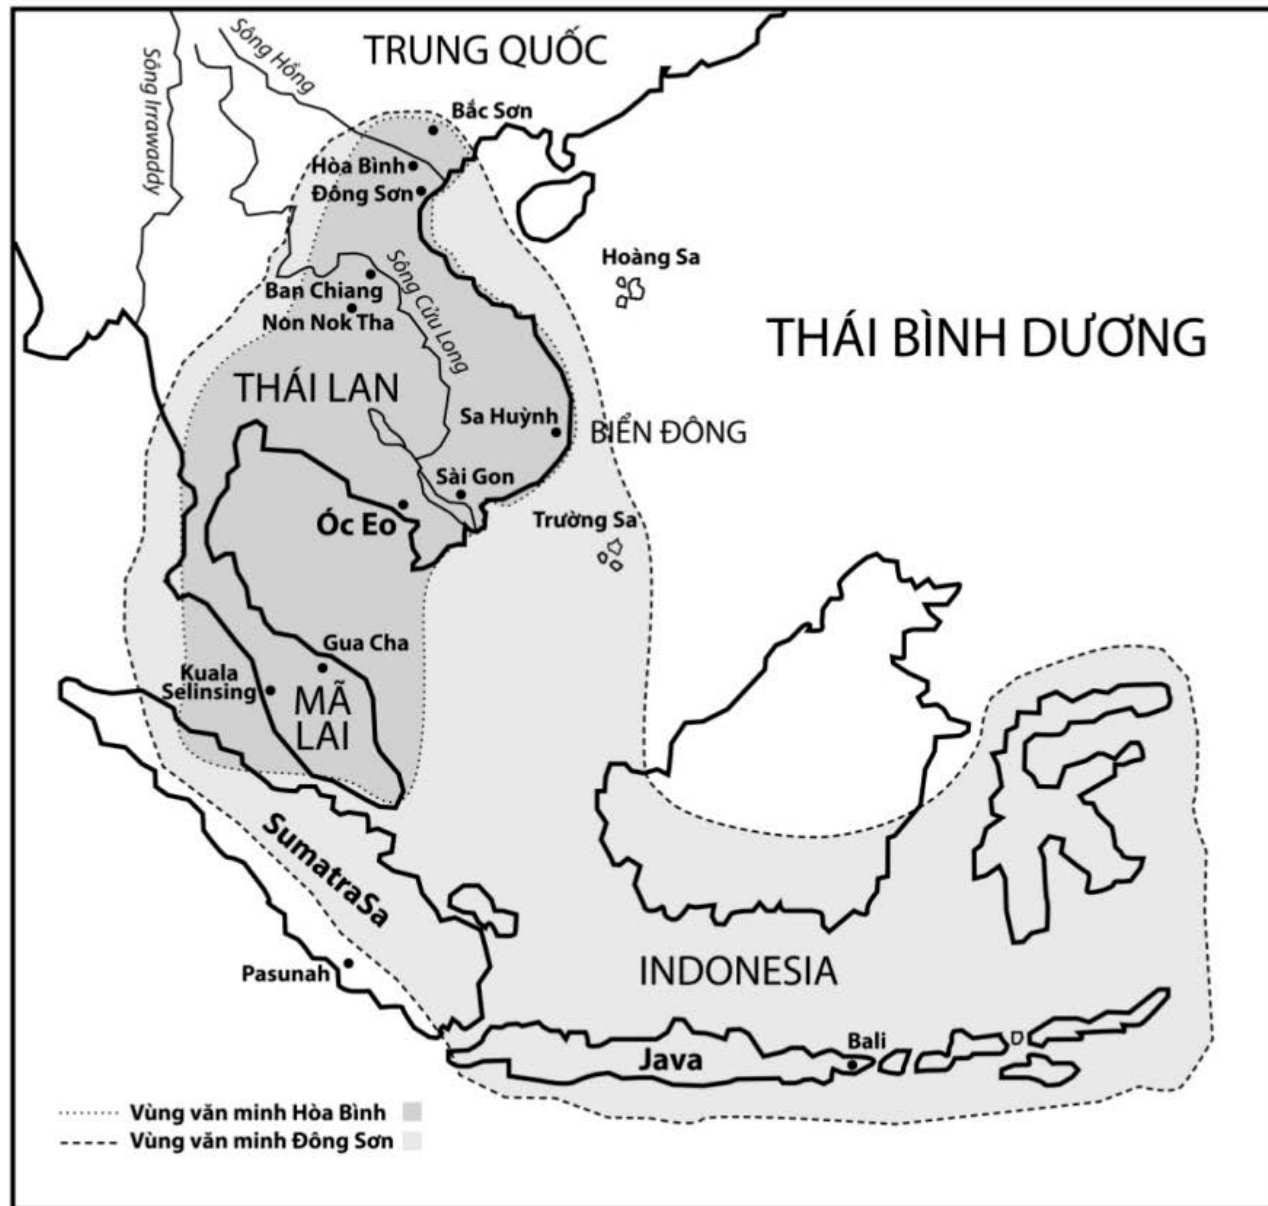 TRUNG QUỐC
Sông Hồng
Sông Irrawaddy
Bắc Sơn
Hòa Bình
Đông Sơn
Hoàng Sa
Sông Cửu Long
Ban Chiang
Non Nok Tha
THÁI BÌNH DƯƠNG
THÁI LAN
Sa Huỳnh
BIỂN ĐÔNG
Sài Gon
Óc Eo
Trường Sa
Gua Cha
Kuala
Selinsing
MÃ
LAI
SumatraSa
Pasunah
INDONESIA
Java
Bali
Vùng văn minh Hòa Bình
Vùng văn minh Đông Sơn